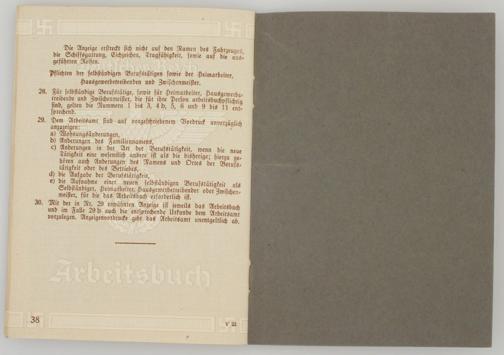 Die Anzeige erstreckt sich nicht auf den Namen des Fahrzeuges,
die Schiffsgattung, Eichzeichen, Tragfähigkeit, sowie auf die aus-
gefahrenen Rollen.
Pflichten der selbständigen Berufstätigen sowie der Heimarbeiter,
Hausgewerbetreibenden und Zwischenmeister.
28. Für selbständige Berufstätige, sowie für Heimarbeiter, Hausgewerbe-
treibende und Zwischenmeister, die für ihre Person arbeitsbuchpflichtig
sind, gelten die Nummern 1 bis 3, 4 b, 5, 6 und 9 bis 11 ent-
sprechend.
29. Dem Arbeitsamt sind auf vorgeschriebenem Vordruck unverzüglich
anzuzeigen:
a) Wohnungsänderungen,
b) Änderungen des Familiennamens,
c) Änderungen in der Art der Berufstätigkeit, wenn die neue
Tätigkeit eine wesentlich andere ist als die bisherige; hierzu ge-
hören auch Änderungen des Namens und Ortes der Berufs-
tätigkeit oder des Betriebes,
d) die Aufgabe der Berufstätigkeit,
e) die Aufnahme einer neuen selbständigen Berufstätigkeit als
Selbständiger, Heimarbeiter, Hausgewerbetreibender oder Zwischen-
meister, für die das Arbeitsbuch erforderlich ist.
30. Mit der in Nr. 29 erwähnten Anzeige ist jeweils das Arbeitsbuch
und im Falle 29 b auch die entsprechende Urkunde dem Arbeitsamt
vorzulegen. Anzeigevordrucke gibt das Arbeitsamt unentgeltlich ab.
Arbeitsbuch
38